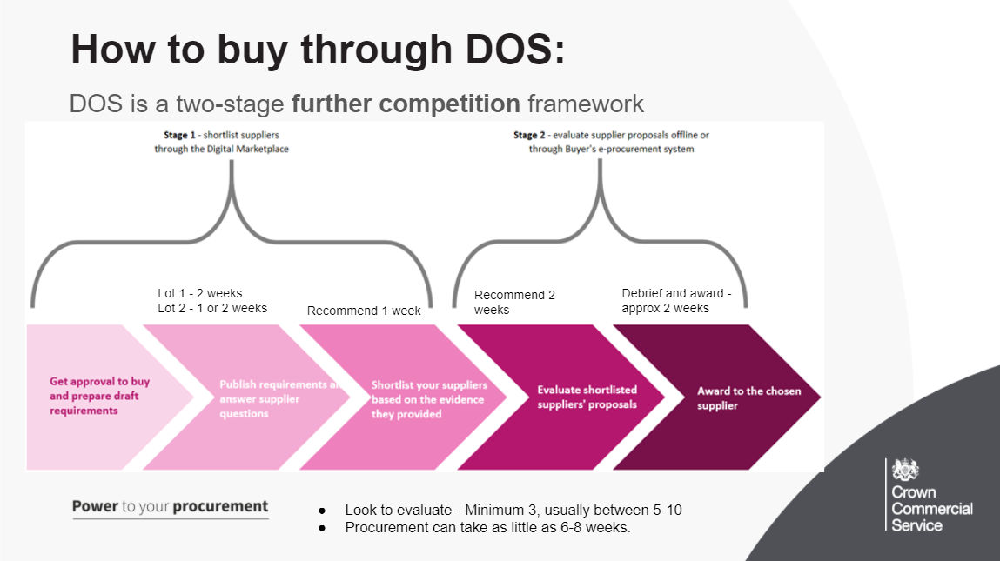 How to buy through DOS:
DOS is a two-stage further competition framework
Stage 1 - shortlist suppliers
through the Digital Marketplace
Stage 2 - evaluate supplier proposals offline or
through Buyer's e-procurement system
Lot 1 - 2 weeks
Lot 2 - 1 or 2 weeks
Recommend 1 week
Recommend 2
weeks
Debrief and award -
approx 2 weeks
Get approval to buy
and prepare draft
requirements
Publish requirements an
answer supplier
questions
Shortlist your suppliers
based on the evidence
they provided
Evaluate shortlisted
suppliers' proposals
Award to the chosen
supplier
Power to your procurement
● Look to evaluate - Minimum 3, usually between 5-10
● Procurement can take as little as 6-8 weeks.
Crown
Commercial
Service